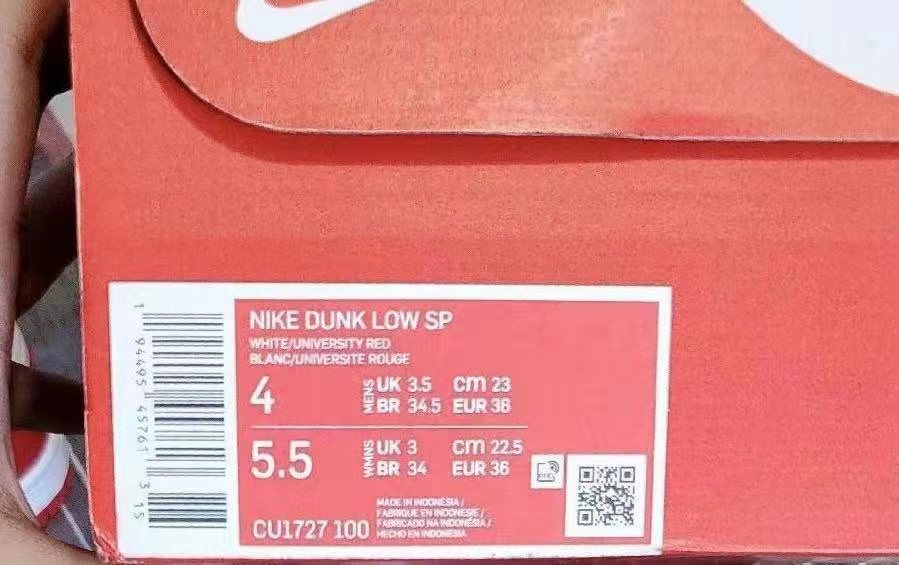 NIKE DUNK LOW SP
WHITE/UNIVERSITY RED
BLANC/UNIVERSITE ROUGE
4 MENS UK 3.5 cm 23
BR 34.5 EUR 36
5.5 WMNS UK 3 cm 22.5
BR 34 EUR 36
CU1727 100
MADE IN INDONESIA /
FABRIQUE EN INDONESIE /
FABRICADO NA INDONÉSIA /
HECHO EN INDONESIA
1 94495 45761 3 15